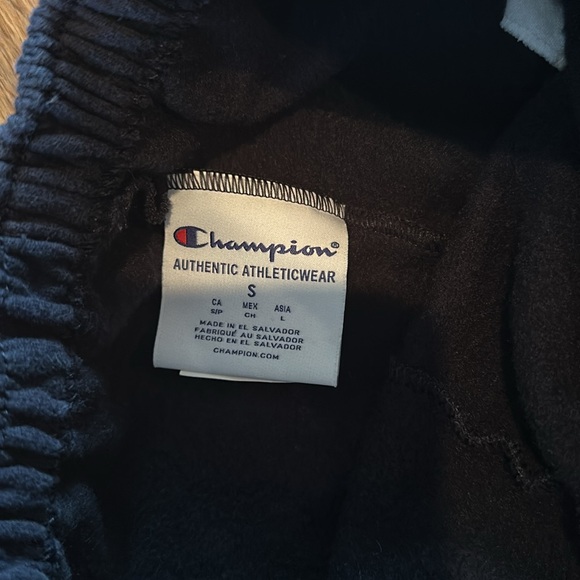 Champion®
AUTHENTIC ATHLETICWEAR
S
CA MEX ASIA
S/P CH L
MADE IN EL SALVADOR
FABRIQUÉ AU SALVADOR
HECHO EN EL SALVADOR
CHAMPION.COM